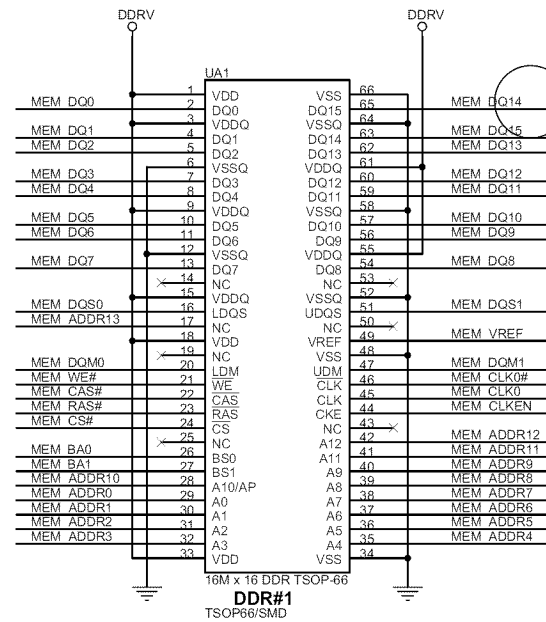 DDRV DDRV
UA1
1 VDD VSS 66
MEM DQ0 2 DQ0 DQ15 65 MEM DQ14
3 VDDQ VSSQ 64
MEM DQ1 4 DQ1 DQ14 63 MEM DQ15
MEM DQ2 5 DQ2 DQ13 62 MEM DQ13
6 VSSQ VDDQ 61
MEM DQ3 7 DQ3 DQ12 60 MEM DQ12
MEM DQ4 8 DQ4 DQ11 59 MEM DQ11
9 VDDQ VSSQ 58
MEM DQ5 10 DQ5 DQ10 57 MEM DQ10
MEM DQ6 11 DQ6 DQ9 56 MEM DQ9
12 VSSQ VDDQ 55
MEM DQ7 13 DQ7 DQ8 54 MEM DQ8
14 NC NC 53
15 VDDQ VSSQ 52
MEM DQS0 16 LDQS UDQS 51 MEM DQS1
MEM ADDR13 17 NC NC 50
18 VDD VREF 49 MEM VREF
19 NC VSS 48
MEM DQM0 20 LDM UDM 47 MEM DQM1
MEM WE# 21 WE CLK 46 MEM CLK0#
MEM CAS# 22 CAS CLK 45 MEM CLK0
MEM RAS# 23 RAS CKE 44 MEM CLKEN
MEM CS# 24 CS NC 43
25 NC A12 42 MEM ADDR12
MEM BA0 26 BS0 A11 41 MEM ADDR11
MEM BA1 27 BS1 A9 40 MEM ADDR9
MEM ADDR10 28 A10/AP A8 39 MEM ADDR8
MEM ADDR0 29 A0 A7 38 MEM ADDR7
MEM ADDR1 30 A1 A6 37 MEM ADDR6
MEM ADDR2 31 A2 A5 36 MEM ADDR5
MEM ADDR3 32 A3 A4 35 MEM ADDR4
33 VDD VSS 34
16M x 16 DDR TSOP-66
DDR#1
TSOP66/SMD